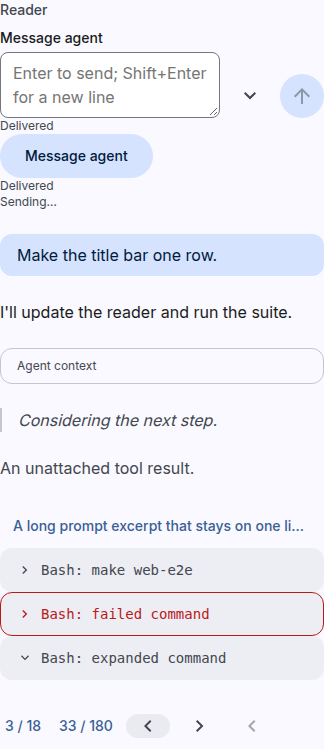 Reader
Message agent
Enter to send; Shift+Enter
for a new line
Delivered
Message agent
Delivered
Sending...
Make the title bar one row.
I'll update the reader and run the suite.
Agent context
Considering the next step.
An unattached tool result.
A long prompt excerpt that stays on one li...
Bash: make web-e2e
Bash: failed command
Bash: expanded command
3 / 18 33 / 180